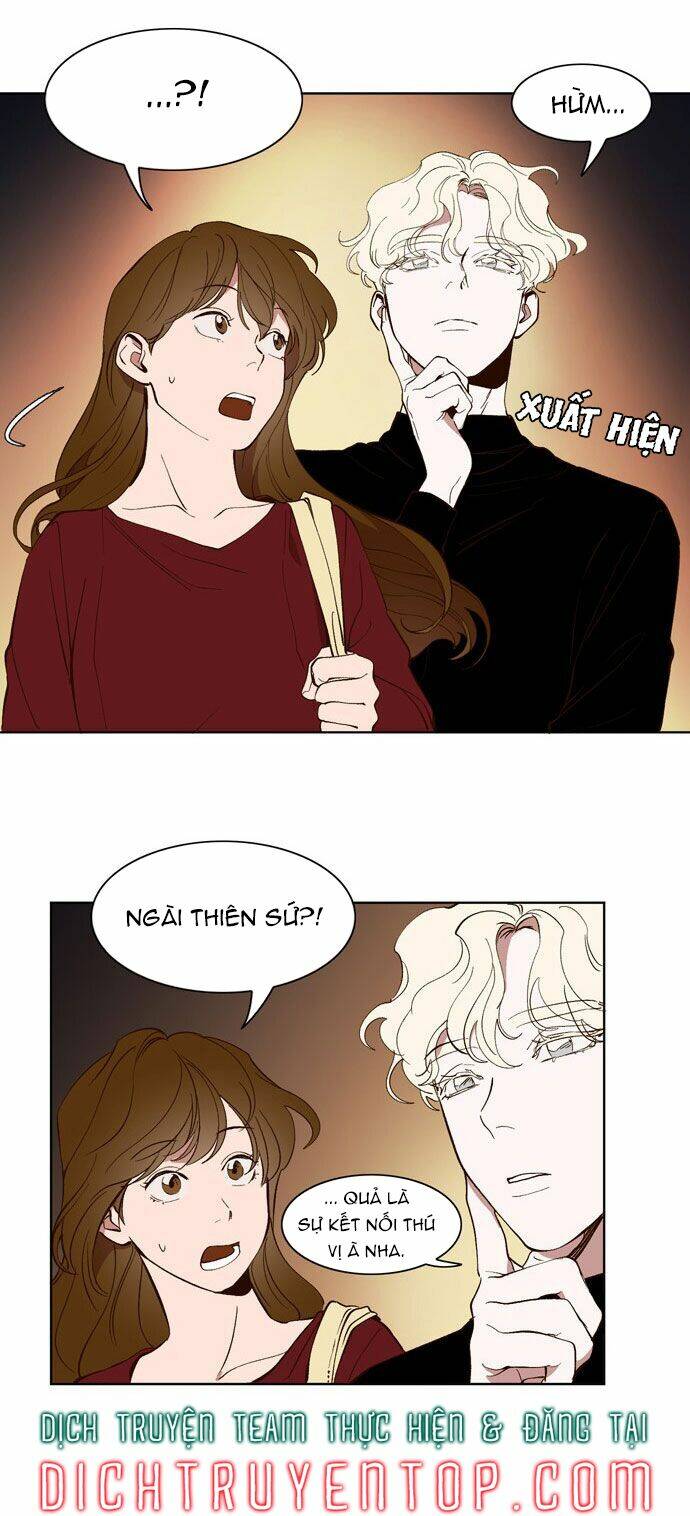 ...?!
HỪM...
XUẤT HIỆN
NGÀI THIÊN SỨ?!
... QUẢ LÀ
SỰ KẾT NỐI THÚ
VỊ À NHA.
DỊCH TRUYỆN TEAM THỰC HIỆN & ĐĂNG TẠI
DICHTRUYENTOP.COM